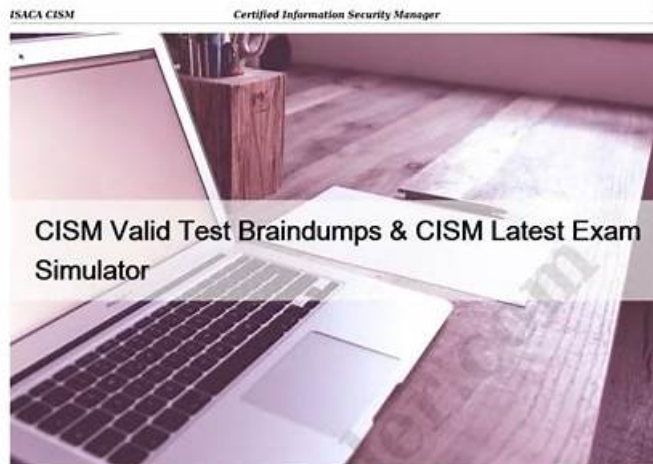 ISACA CISM Certified Information Security Manager
CISM Valid Test Braindumps & CISM Latest Exam
Simulator